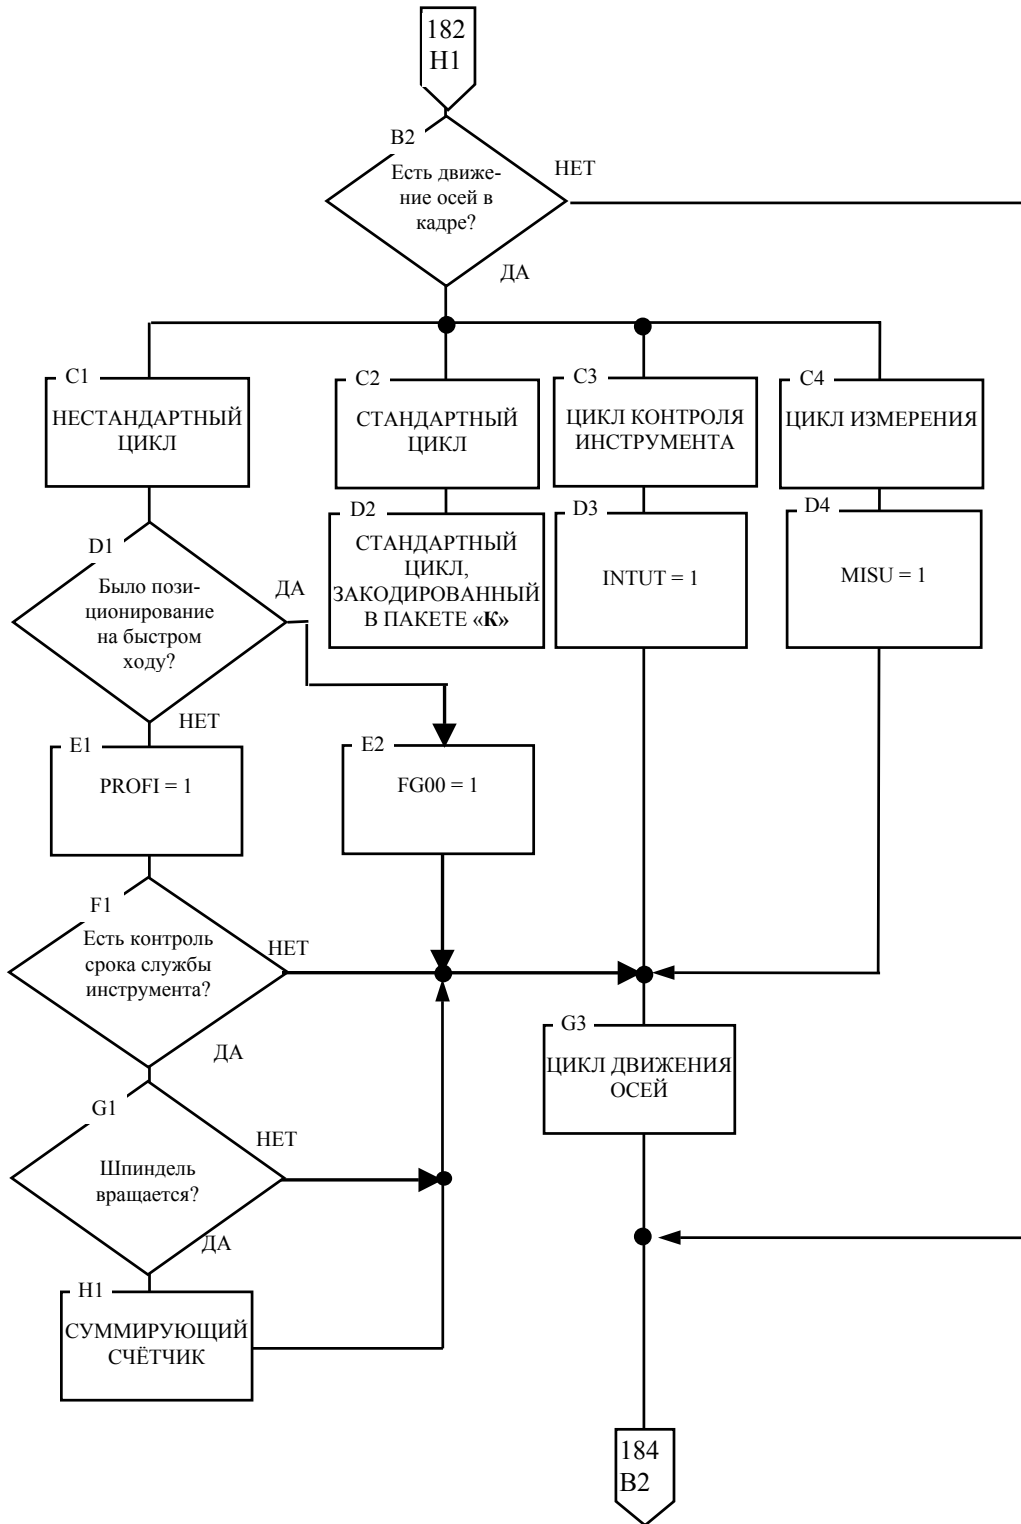 182
H1
B2
Есть движе-
ние осей в
кадре?
НЕТ
ДА
C1
НЕСТАНДАРТНЫЙ
ЦИКЛ
C2
СТАНДАРТНЫЙ
ЦИКЛ
C3
ЦИКЛ КОНТРОЛЯ
ИНСТРУМЕНТА
C4
ЦИКЛ ИЗМЕРЕНИЯ
D1
Было пози-
ционирование
на быстром
ходу?
ДА
НЕТ
D2
СТАНДАРТНЫЙ
ЦИКЛ,
ЗАКОДИРОВАННЫЙ
В ПАКЕТЕ «К»
D3
INTUT = 1
D4
MISU = 1
E1
PROFI = 1
E2
FG00 = 1
F1
Есть контроль
срока службы
инструмента?
НЕТ
ДА
G3
ЦИКЛ ДВИЖЕНИЯ
ОСЕЙ
G1
Шпиндель
вращается?
НЕТ
ДА
H1
СУММИРУЮЩИЙ
СЧЁТЧИК
184
B2